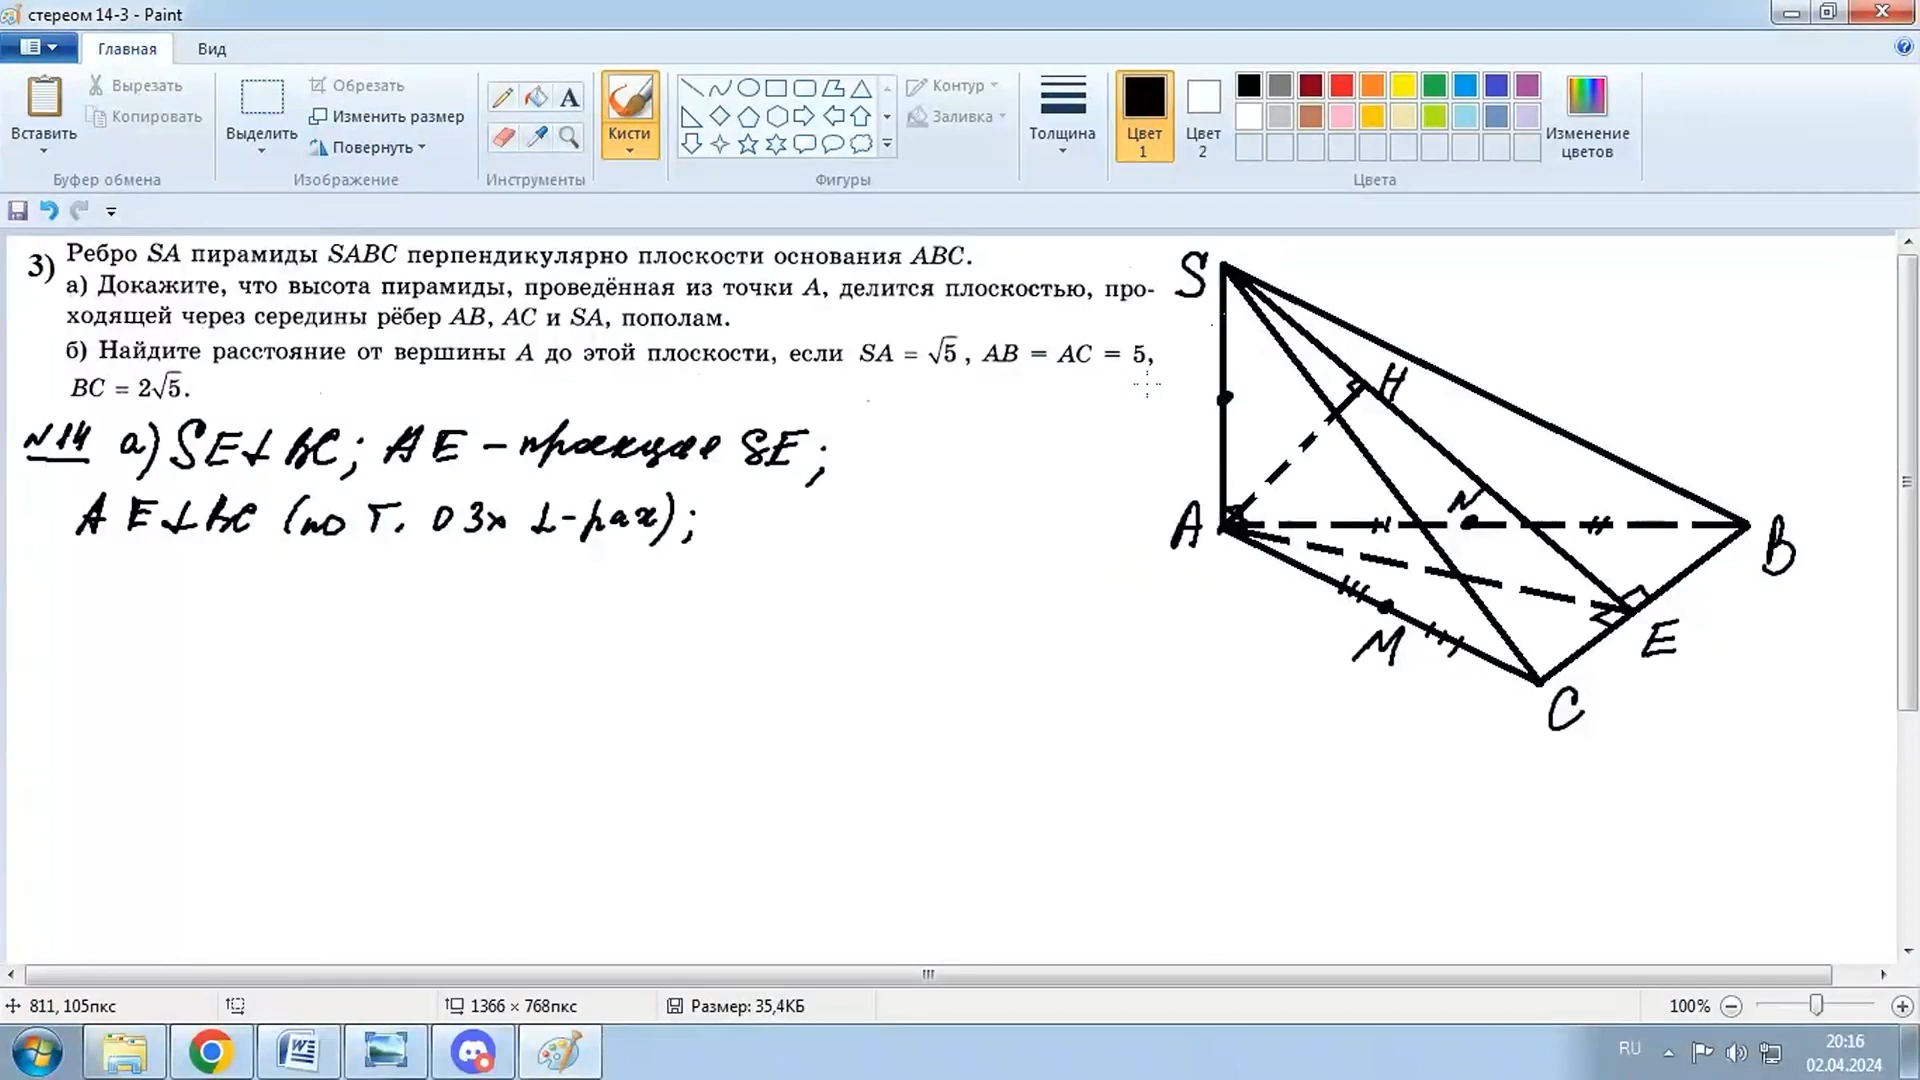 стереом 14-3 - Paint
Главная
Вид
Вставить
Вырезать
Копировать
Буфер обмена
Выделить
Обрезать
Изменить размер
Повернуть
Изображение
A
Инструменты
Кисти
Контур
Заливка
Фигуры
Толщина
Цвет 1
Цвет 2
Изменение цветов
Цвета
3) Ребро SA пирамиды SABC перпендикулярно плоскости основания ABC.
а) Докажите, что высота пирамиды, проведённая из точки A, делится плоскостью, про-
ходящей через середины рёбер AB, AC и SA, пополам.
б) Найдите расстояние от вершины A до этой плоскости, если SA = √5, AB = AC = 5,
BC = 2√5.
N14 а) SE⊥BC; AE – проекция SE;
AE⊥BC (по т. о 3х ⊥-рах);
S
H
N
A
B
M
E
C
811, 105пкс
1366 × 768пкс
Размер: 35,4КБ
100%
RU
20:16
02.04.2024